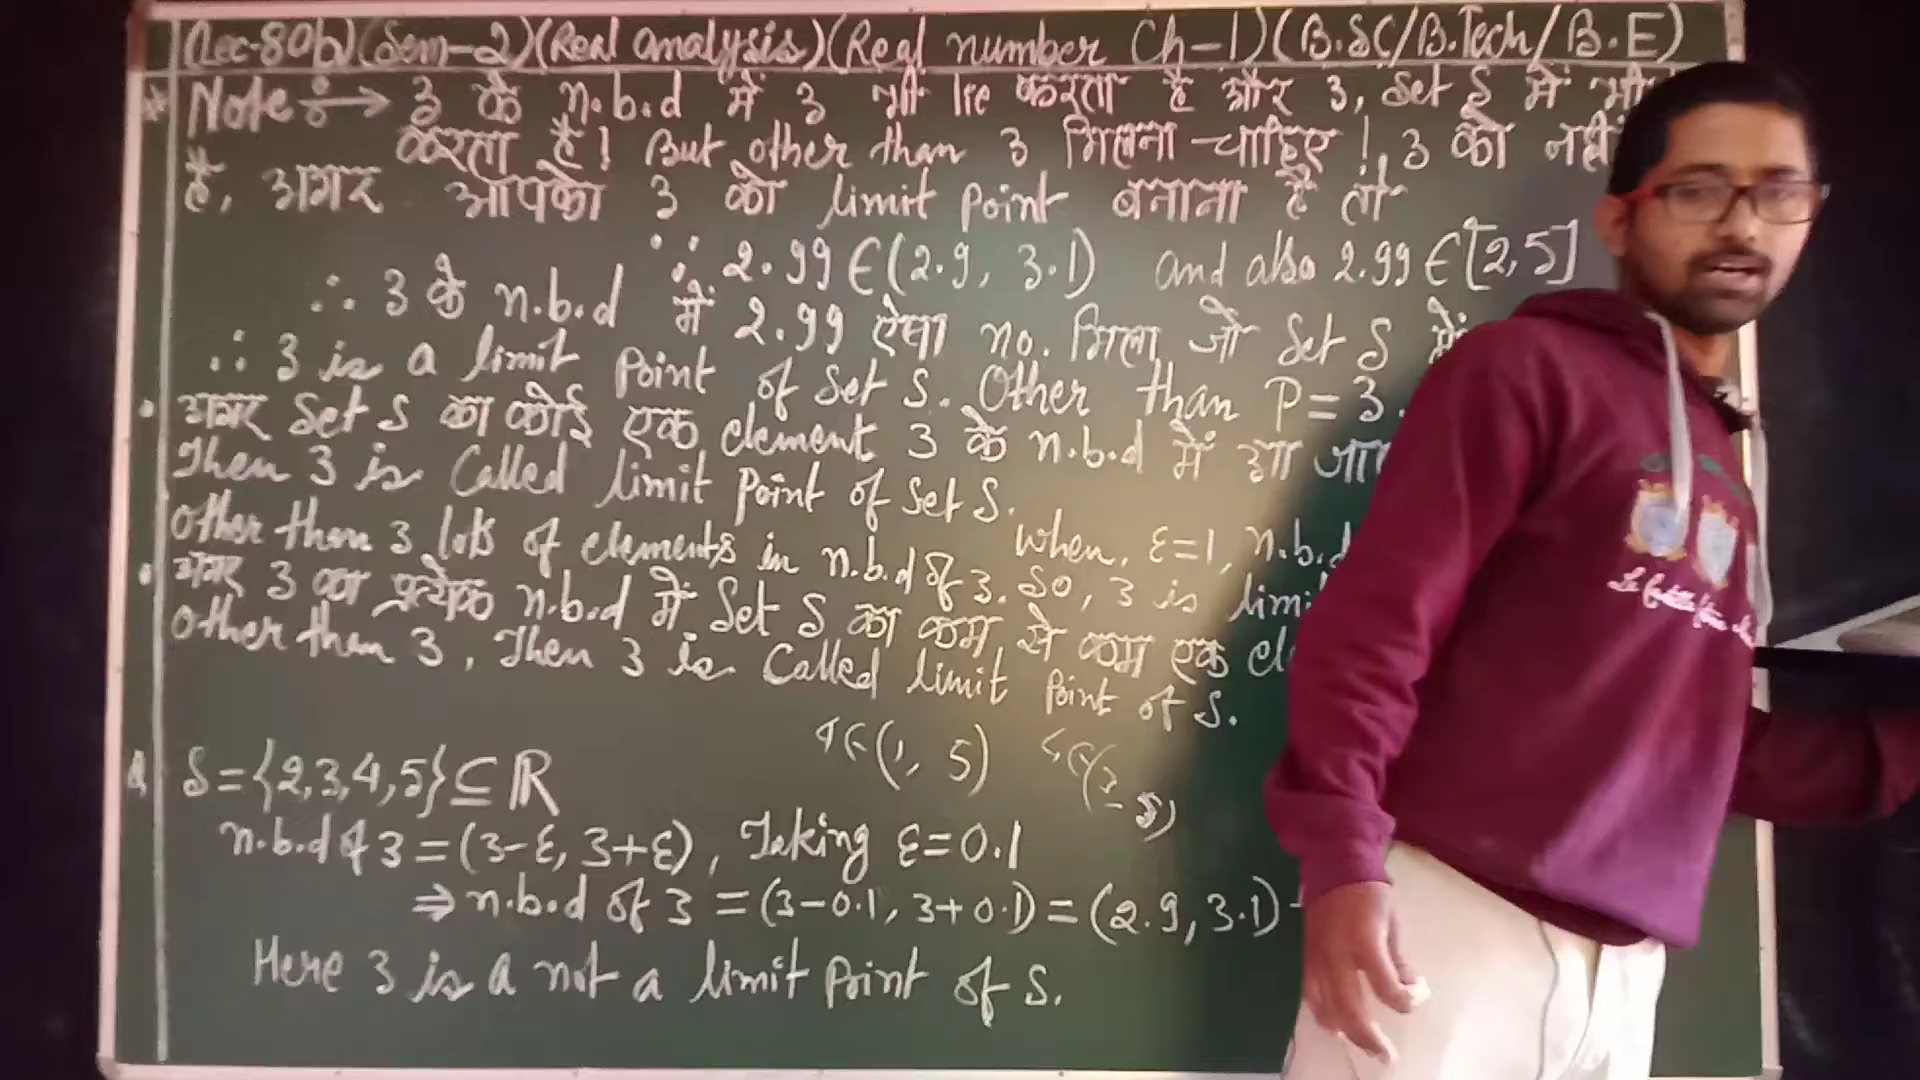 (Lec-80b)(Sem-2)(Real analysis)(Real number Ch-1)(B.SC/B.Tech/B.E)
Note :→ 3 के n.b.d में 3 भी lie करता है और 3, Set S में भी
करता है! But other than 3 मिलना चाहिए!, 3 को नहीं
है, अगर आपको 3 को limit point बनाना है तो
∵ 2.99 ∈ (2.9, 3.1) and also 2.99 ∈ [2,5]
∴ 3 के n.b.d में 2.99 ऐसा no. मिला जो Set S में
∴ 3 is a limit Point of Set S. Other than P=3.
• अगर Set S का कोई एक element 3 के n.b.d में आ
Then 3 is Called limit Point of Set S.
other than 3 lots of elements in n.b.d of 3. So, 3 is
When, ε=1, n.b.d
• अगर 3 का प्रत्येक n.b.d में Set S का कम से कम एक
other than 3, Then 3 is Called limit Point of S.
(1, 5)
S={2,3,4,5}⊆ℝ
n.b.d of 3 = (3-ε, 3+ε), Taking ε=0.1
⇒ n.b.d of 3 = (3-0.1, 3+0.1) = (2.9, 3.1)
Here 3 is a not a limit Point of S.